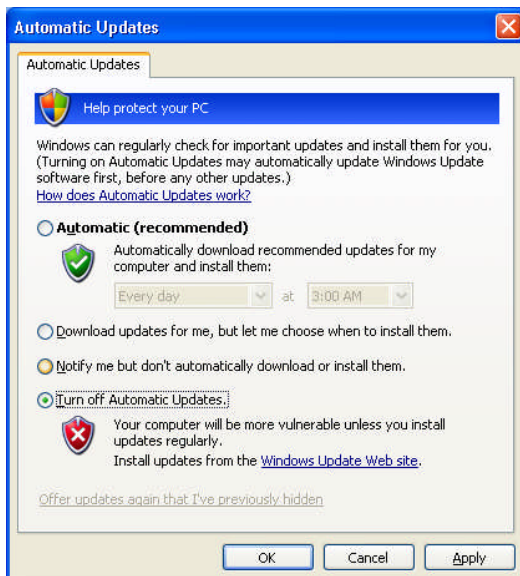 Automatic Updates
Automatic Updates
Help protect your PC
Windows can regularly check for important updates and install them for you.
(Turning on Automatic Updates may automatically update Windows Update
software first, before any other updates.)
How does Automatic Updates work?
Automatic (recommended)
Automatically download recommended updates for my
computer and install them:
Every day at 3:00 AM
Download updates for me, but let me choose when to install them.
Notify me but don't automatically download or install them.
Turn off Automatic Updates.
Your computer will be more vulnerable unless you install
updates regularly.
Install updates from the Windows Update Web site.
Offer updates again that I've previously hidden
OK Cancel Apply